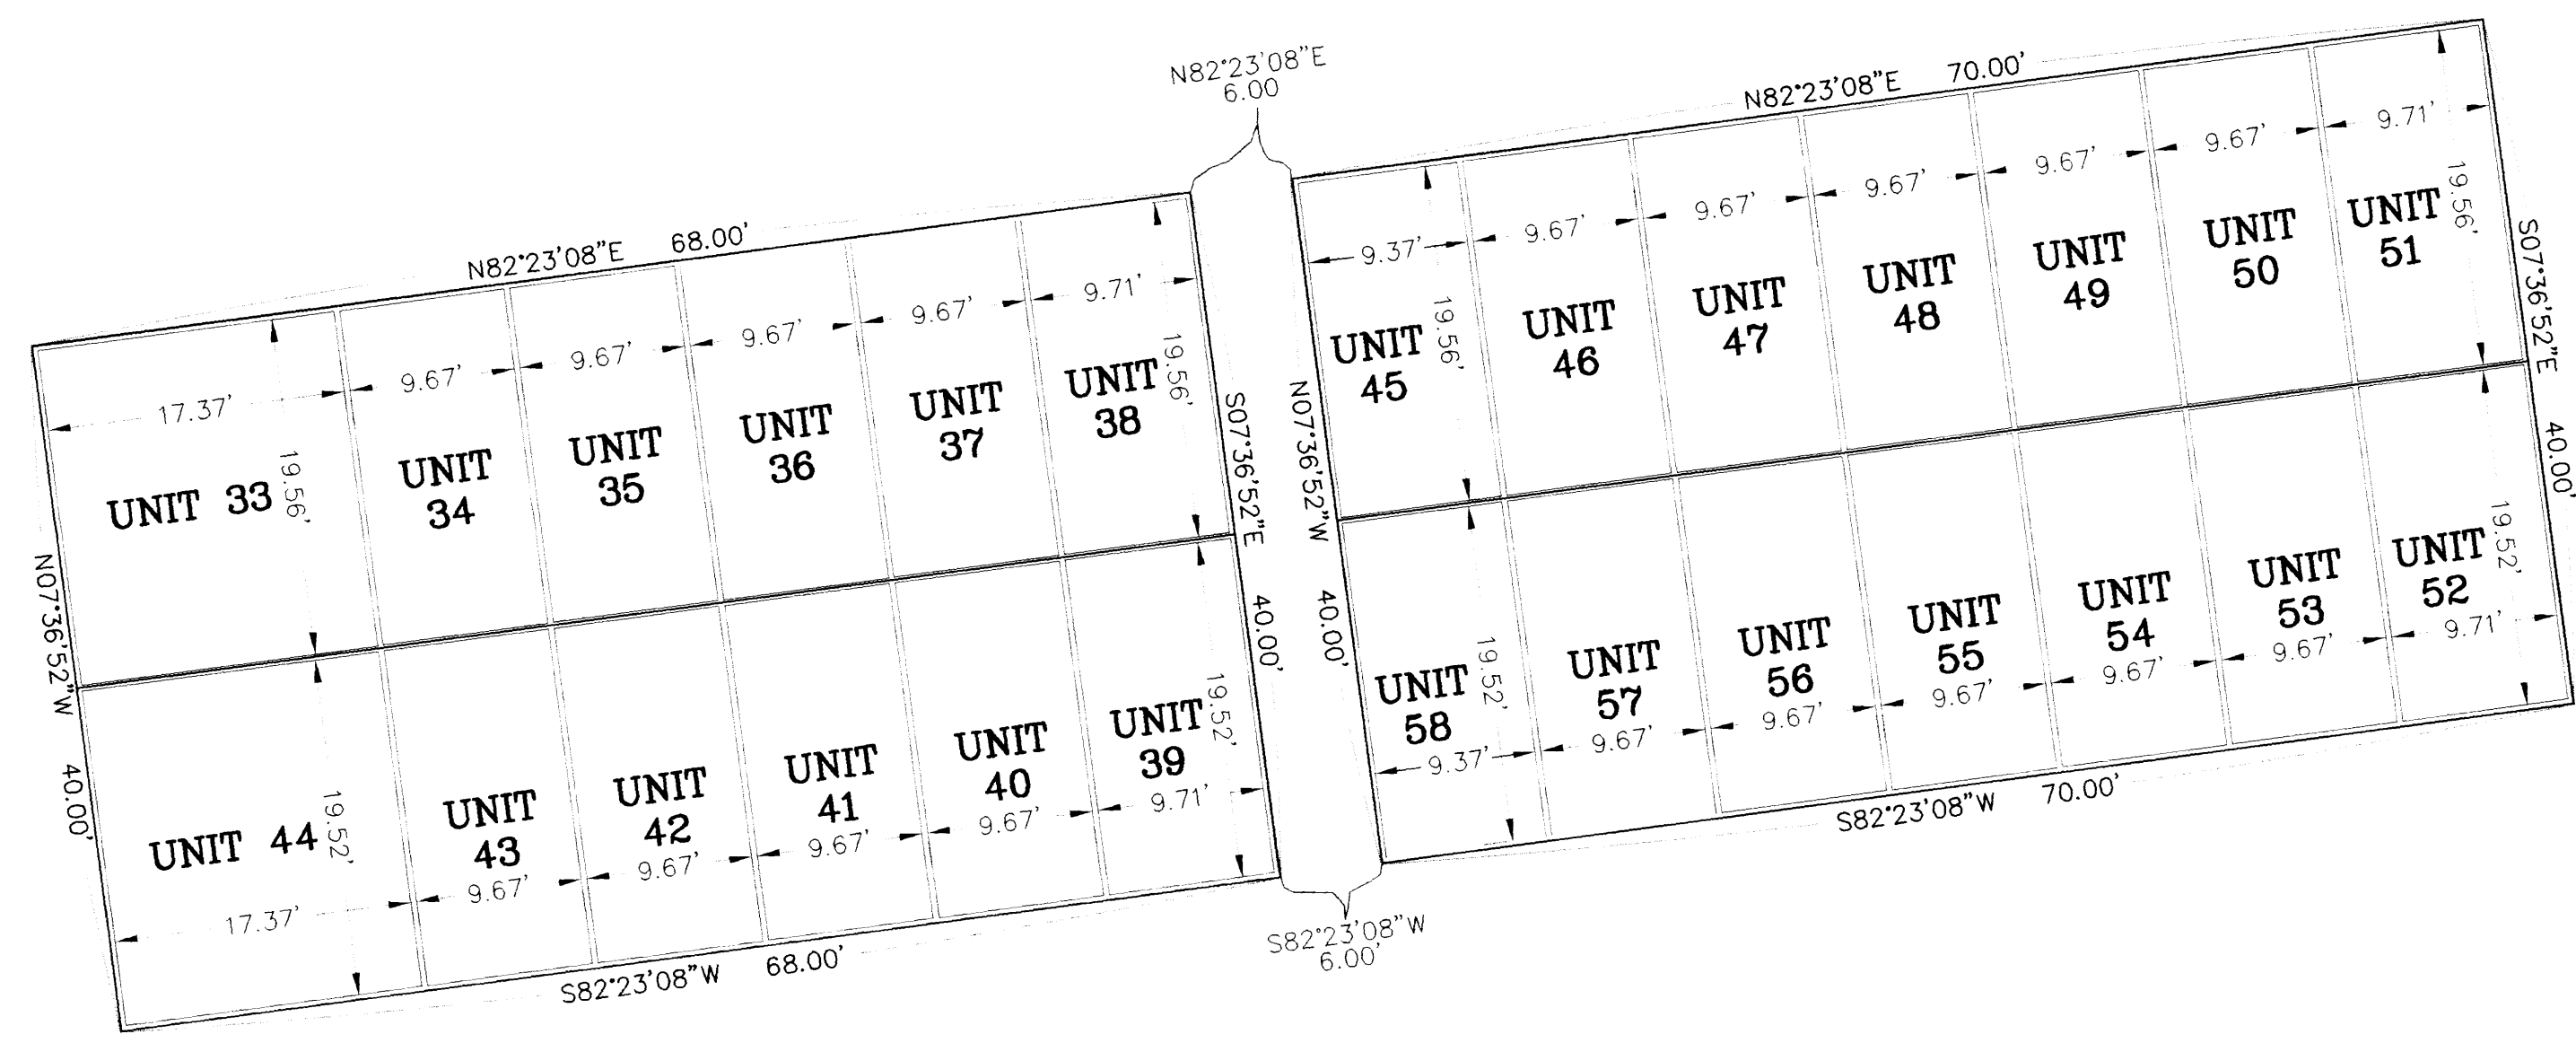 N82°23'08"E
6.00
N82°23'08"E 70.00'
N82°23'08"E 68.00'
17.37'
9.67'
9.67'
9.67'
9.67'
9.71'
UNIT 33
19.56'
UNIT
34
UNIT
35
UNIT
36
UNIT
37
UNIT
38
19.56'
S07°36'52"E 40.00'
N07°36'52"W 40.00'
9.37'
9.67'
9.67'
9.67'
9.67'
9.67'
9.71'
UNIT
45
19.56'
UNIT
46
UNIT
47
UNIT
48
UNIT
49
UNIT
50
UNIT
51
19.56'
S07°36'52"E 40.00'
N07°36'52"W 40.00'
UNIT 44
19.52'
17.37'
UNIT
43
9.67'
UNIT
42
9.67'
UNIT
41
9.67'
UNIT
40
9.67'
UNIT
39
9.71'
19.52'
UNIT
58
9.37'
19.52'
UNIT
57
9.67'
UNIT
56
9.67'
UNIT
55
9.67'
UNIT
54
9.67'
UNIT
53
9.67'
UNIT
52
9.71'
19.52'
S82°23'08"W 68.00'
S82°23'08"W
6.00'
S82°23'08"W 70.00'